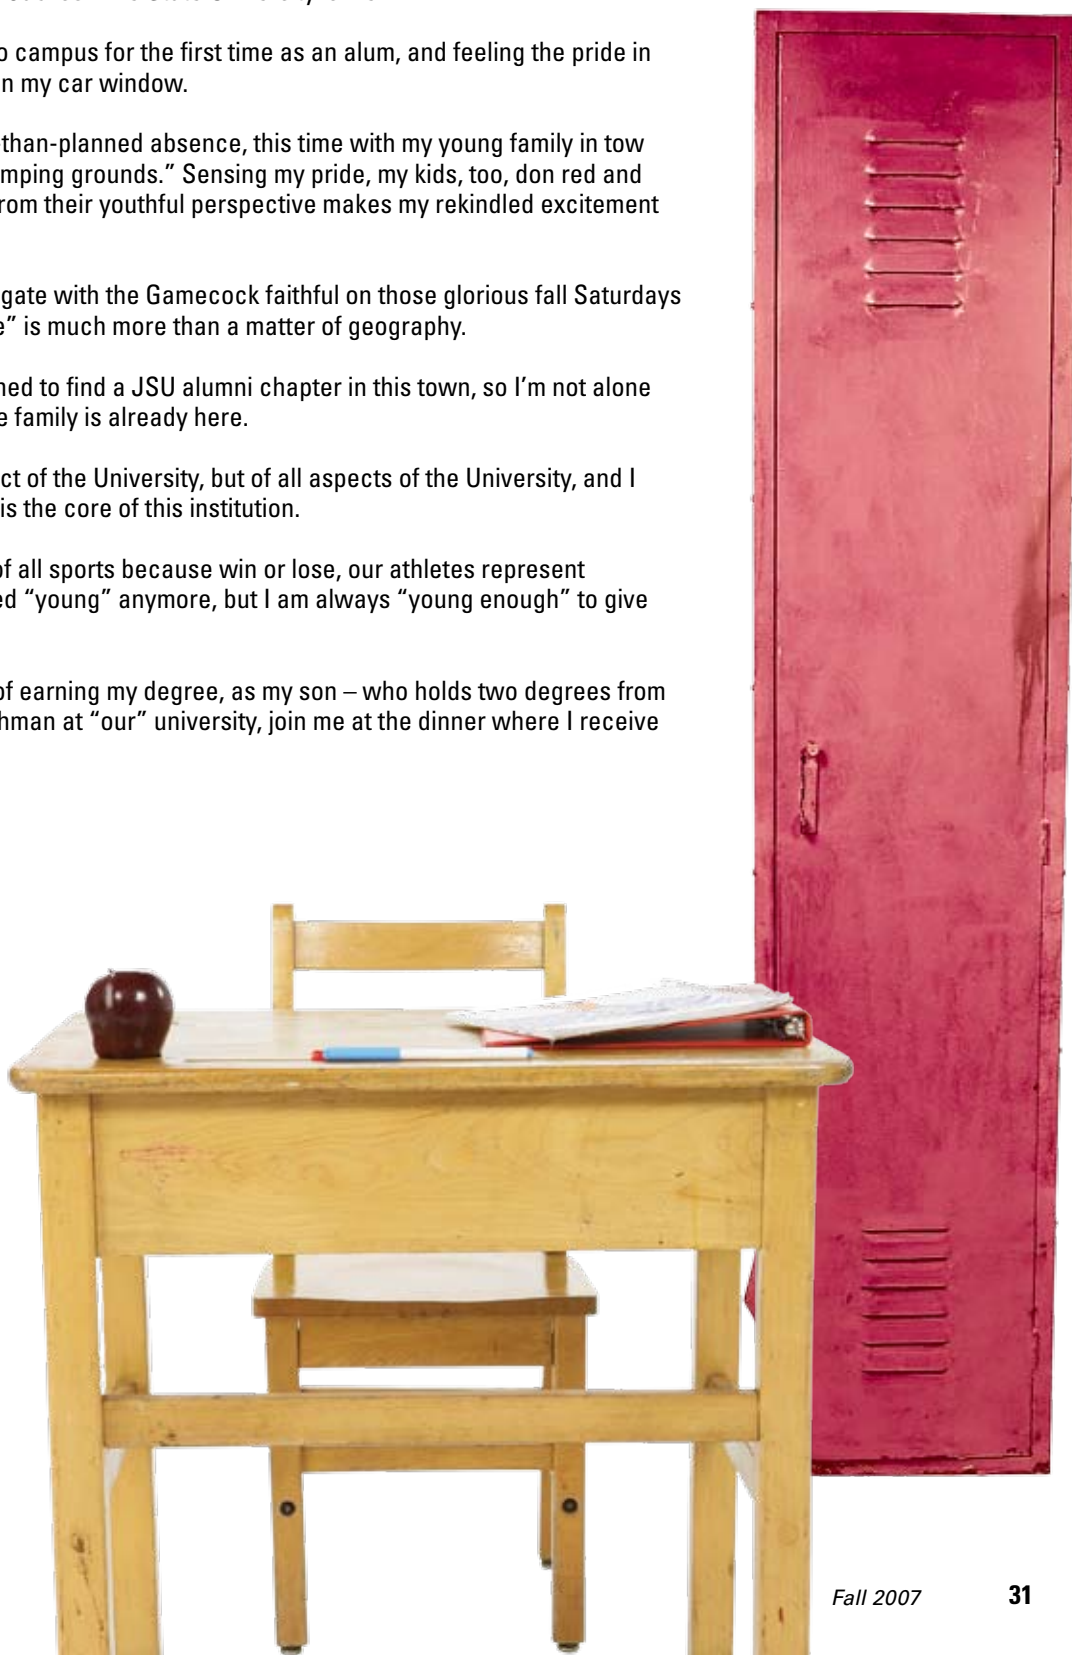 o campus for the first time as an alum, and feeling the pride in
n my car window.
-than-planned absence, this time with my young family in tow
mping grounds.” Sensing my pride, my kids, too, don red and
rom their youthful perspective makes my rekindled excitement
gate with the Gamecock faithful on those glorious fall Saturdays
e” is much more than a matter of geography.
ned to find a JSU alumni chapter in this town, so I’m not alone
e family is already here.
ct of the University, but of all aspects of the University, and I
is the core of this institution.
of all sports because win or lose, our athletes represent
ed “young” anymore, but I am always “young enough” to give
of earning my degree, as my son – who holds two degrees from
hman at “our” university, join me at the dinner where I receive
Fall 2007 31